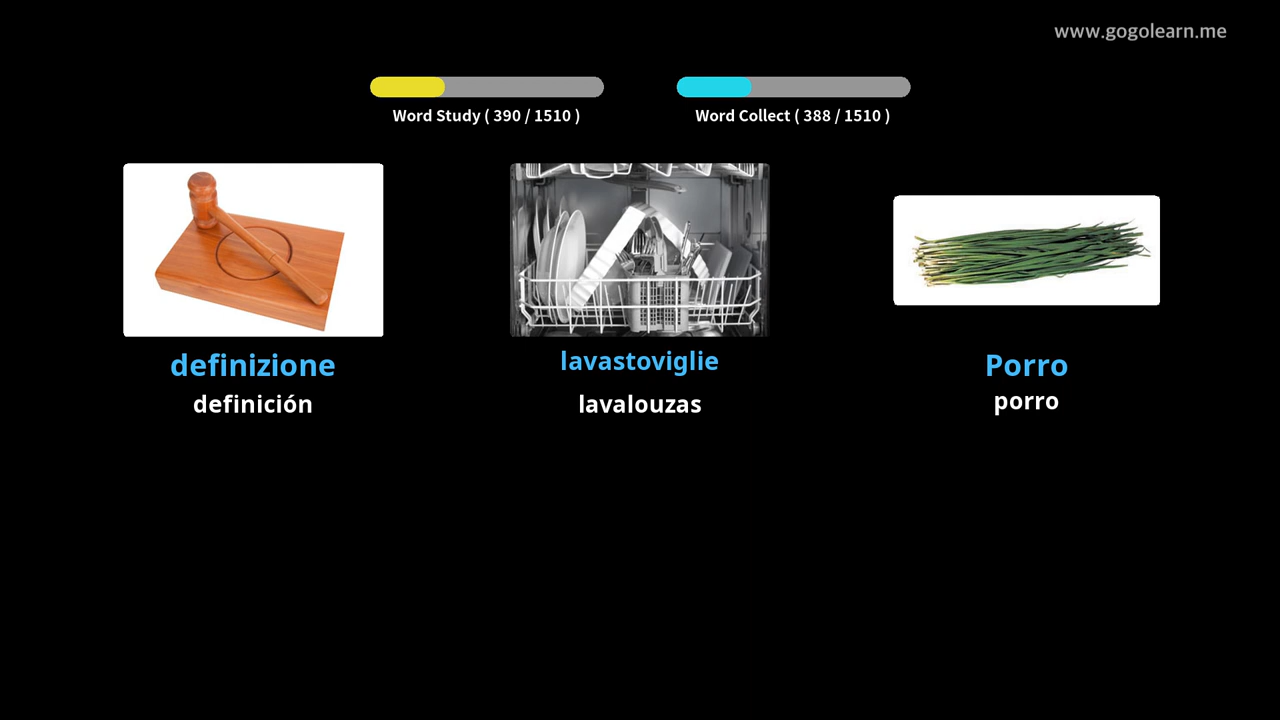 www.gogolearn.me
Word Study ( 390 / 1510 )
Word Collect ( 388 / 1510 )
definizione
definición
lavastoviglie
lavalouzas
Porro
porro